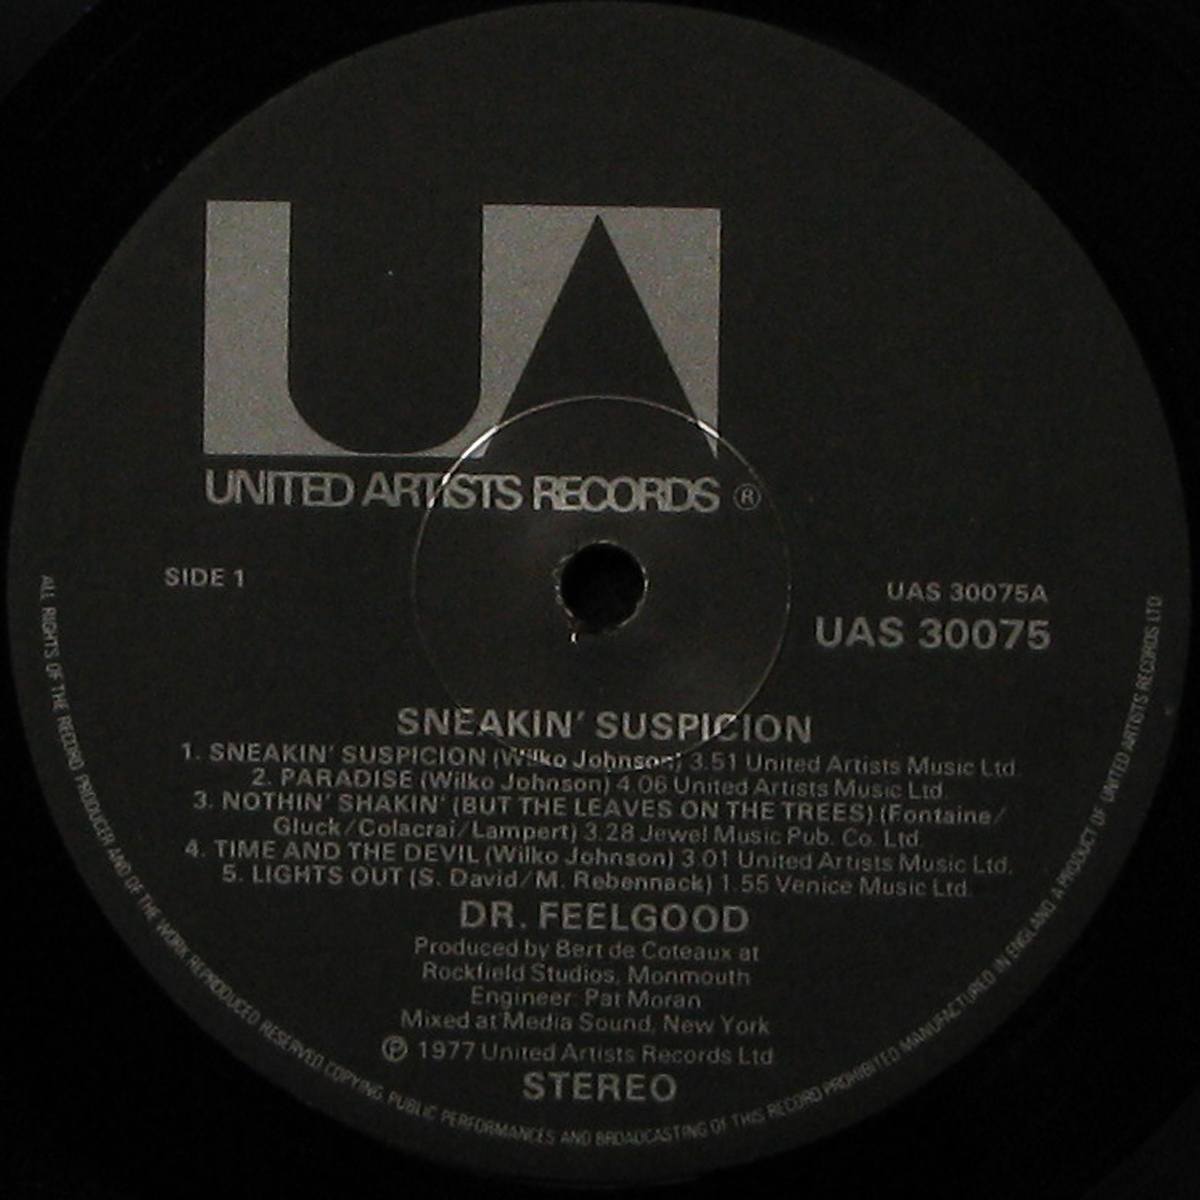 UA
UNITED ARTISTS RECORDS ®
SIDE 1
UAS 30075A
UAS 30075
SNEAKIN' SUSPICION
1. SNEAKIN' SUSPICION (Wilko Johnson) 3.51 United Artists Music Ltd.
2. PARADISE (Wilko Johnson) 4.06 United Artists Music Ltd.
3. NOTHIN' SHAKIN' (BUT THE LEAVES ON THE TREES) (Fontaine/
Gluck/Colacrai/Lampert) 3.28 Jewel Music Pub. Co. Ltd.
4. TIME AND THE DEVIL (Wilko Johnson) 3.01 United Artists Music Ltd.
5. LIGHTS OUT (S. David/M. Rebennack) 1.55 Venice Music Ltd.
DR. FEELGOOD
Produced by Bert de Coteaux at
Rockfield Studios, Monmouth
Engineer: Pat Moran
Mixed at Media Sound, New York
℗ 1977 United Artists Records Ltd
STEREO
ALL RIGHTS OF THE RECORD PRODUCER AND OF THE WORK REPRODUCED RESERVED. COPYING, PUBLIC PERFORMANCES AND BROADCASTING OF THIS RECORD PROHIBITED. MANUFACTURED IN ENGLAND. A PRODUCT OF UNITED ARTISTS RECORDS LTD.